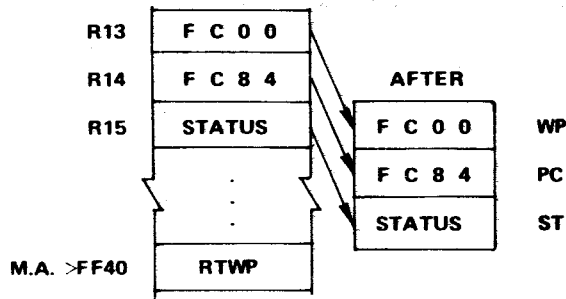 R13 F C 0 0
R14 F C 8 4
AFTER
R15 STATUS
F C 0 0 WP
F C 8 4 PC
STATUS ST
M.A. >FF40 RTWP